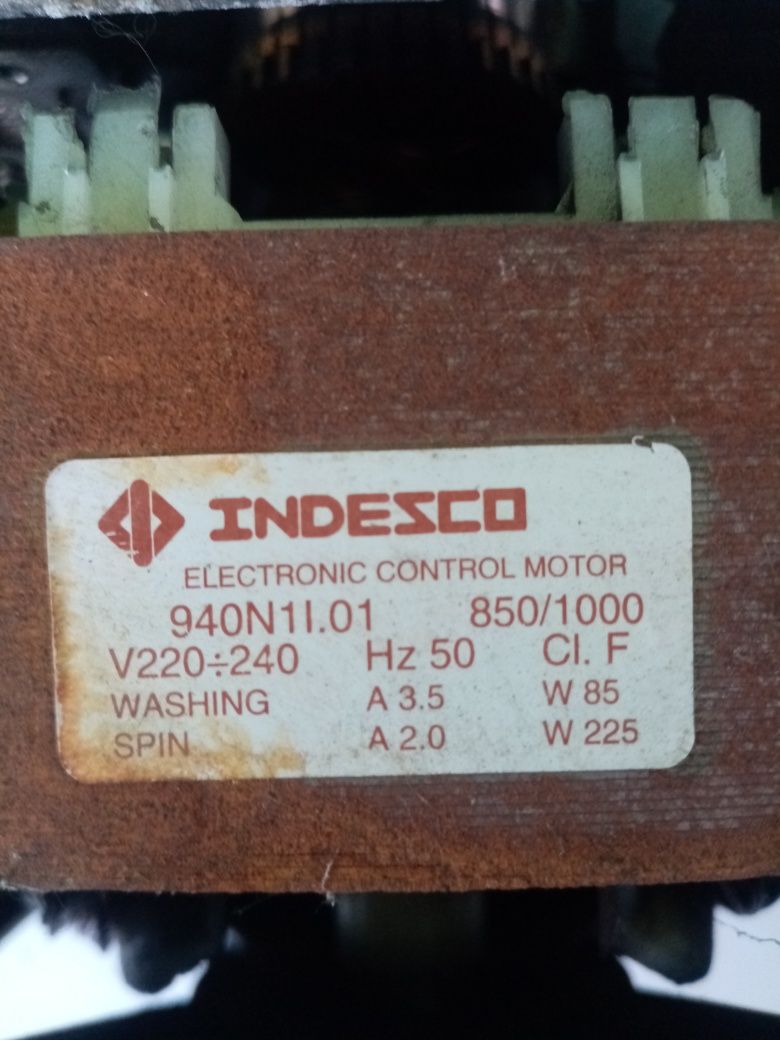 INDESCO
ELECTRONIC CONTROL MOTOR
940N1I.01 850/1000
V220÷240 Hz 50 Cl. F
WASHING A 3.5 W 85
SPIN A 2.0 W 225